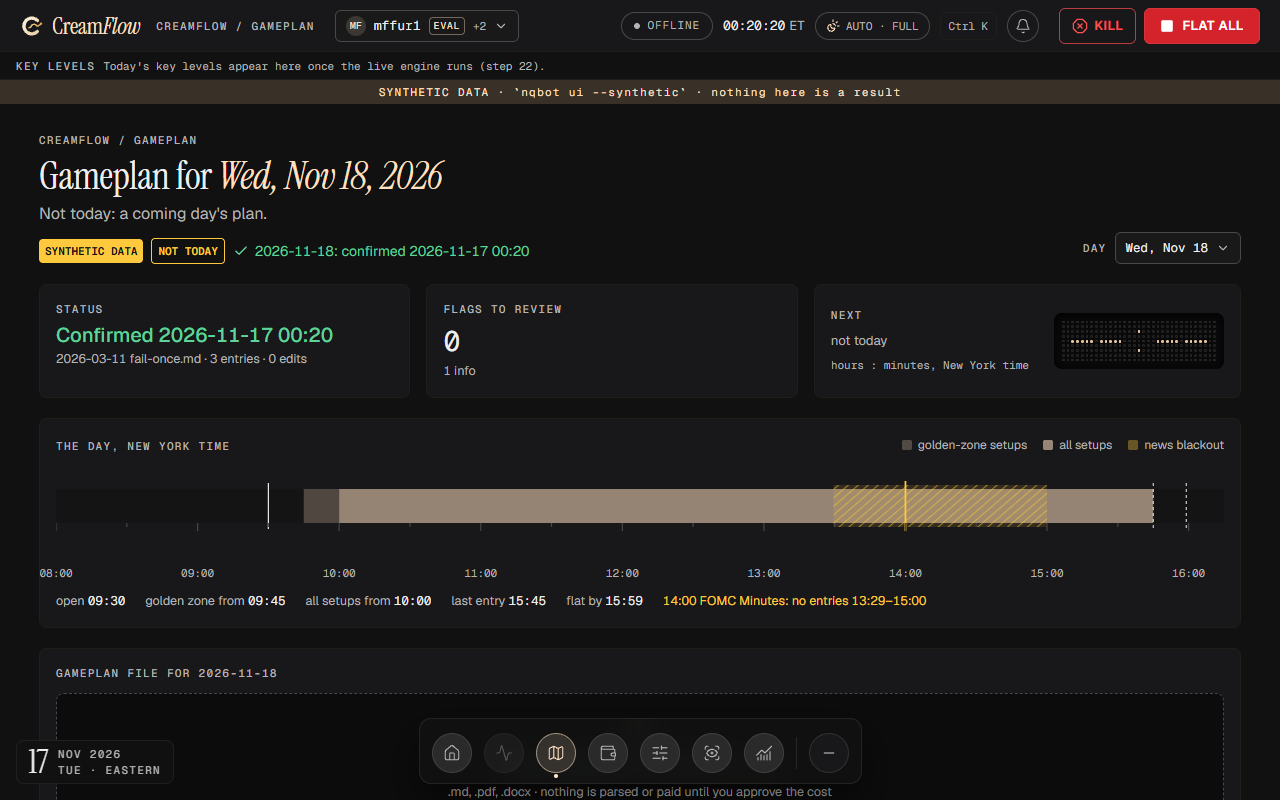 CreamFlow CREAMFLOW / GAMEPLAN MF mffur1 EVAL +2 OFFLINE 00:20:20 ET AUTO · FULL Ctrl K KILL FLAT ALL
KEY LEVELS Today's key levels appear here once the live engine runs (step 22).
SYNTHETIC DATA · `nqbot ui --synthetic` · nothing here is a result
CREAMFLOW / GAMEPLAN
Gameplan for Wed, Nov 18, 2026
Not today: a coming day's plan.
SYNTHETIC DATA NOT TODAY 2026-11-18: confirmed 2026-11-17 00:20 DAY Wed, Nov 18
STATUS
Confirmed 2026-11-17 00:20
2026-03-11 fail-once.md · 3 entries · 0 edits
FLAGS TO REVIEW
0
1 info
NEXT
not today
hours : minutes, New York time
--:--
THE DAY, NEW YORK TIME golden-zone setups all setups news blackout
08:00 09:00 10:00 11:00 12:00 13:00 14:00 15:00 16:00
open 09:30 golden zone from 09:45 all setups from 10:00 last entry 15:45 flat by 15:59 14:00 FOMC Minutes: no entries 13:29–15:00
GAMEPLAN FILE FOR 2026-11-18
.md, .pdf, .docx · nothing is parsed or paid until you approve the cost
17 NOV 2026
TUE · EASTERN